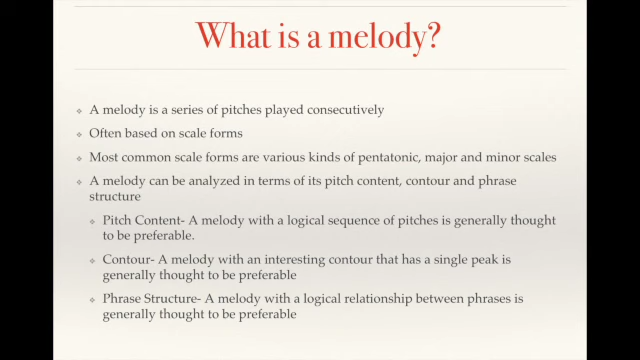 What is a melody?
A melody is a series of pitches played consecutively
Often based on scale forms
Most common scale forms are various kinds of pentatonic, major and minor scales
A melody can be analyzed in terms of its pitch content, contour and phrase
structure
Pitch Content- A melody with a logical sequence of pitches is generally thought
to be preferable.
Contour- A melody with an interesting contour that has a single peak is
generally thought to be preferable
Phrase Structure- A melody with a logical relationship between phrases is
generally thought to be preferable